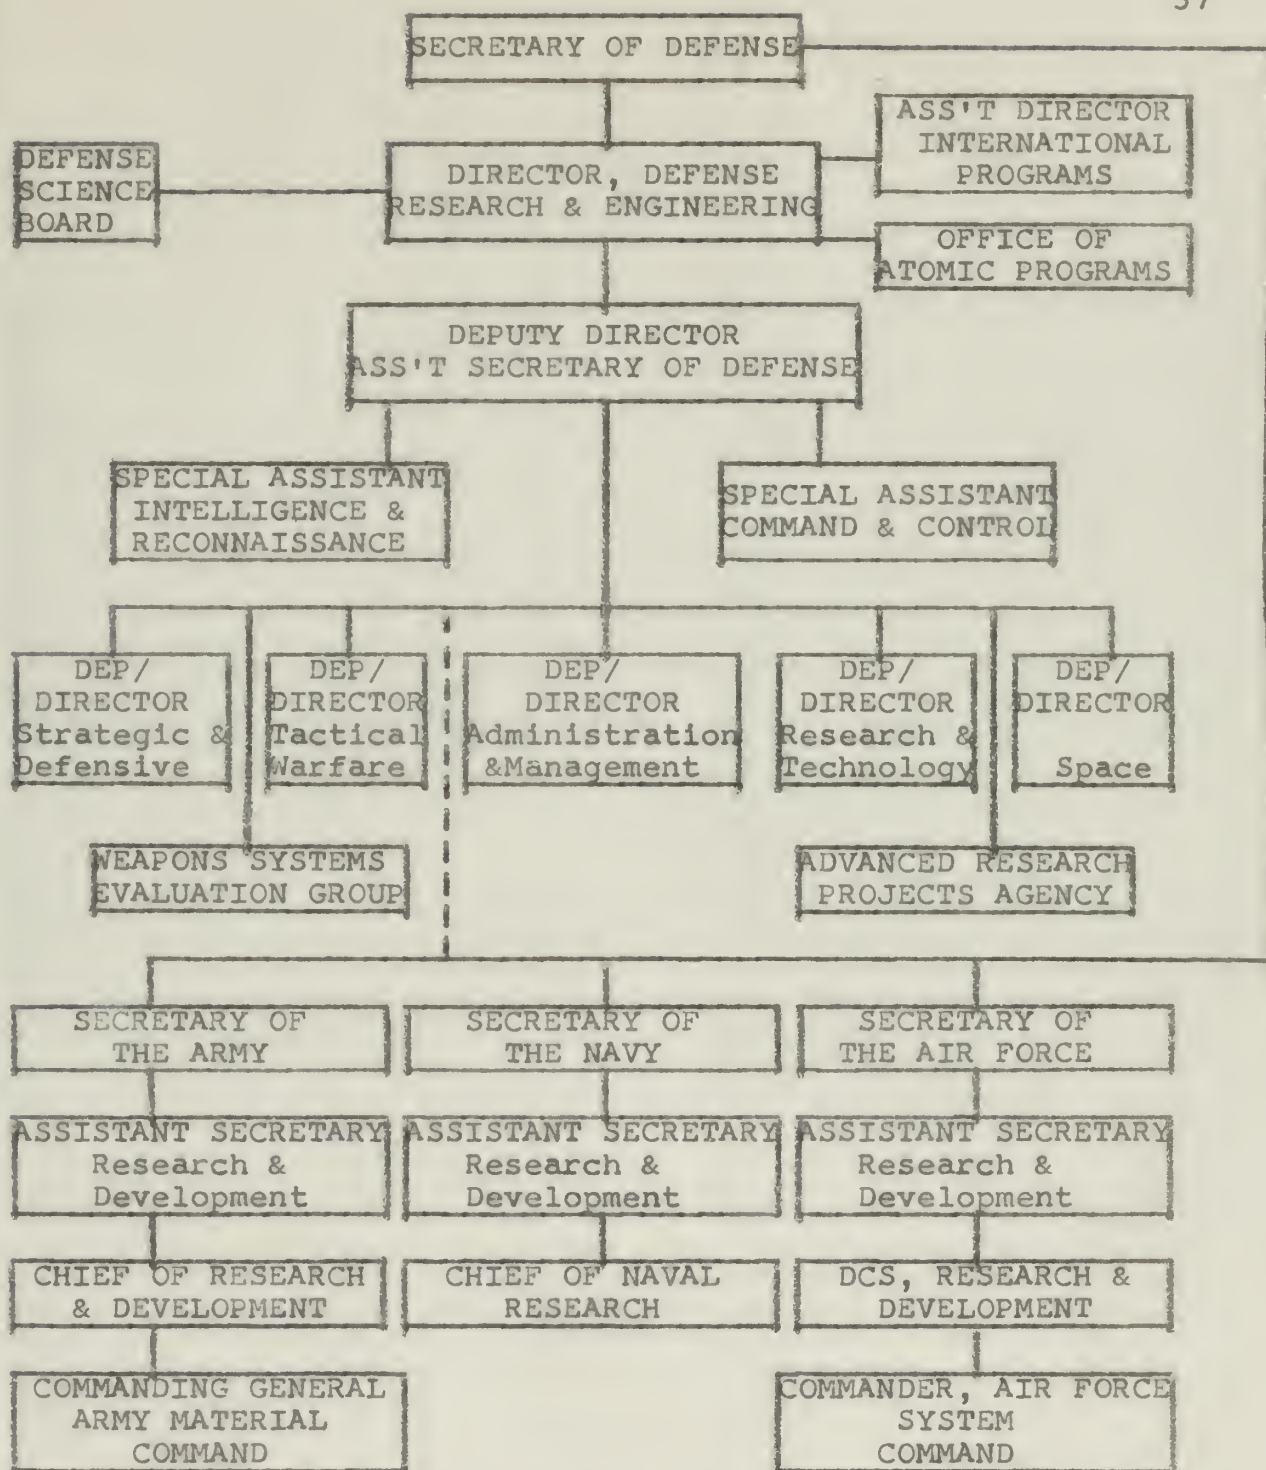 SECRETARY OF DEFENSE
ASS'T DIRECTOR
INTERNATIONAL
PROGRAMS
DEFENSE
SCIENCE
BOARD
DIRECTOR, DEFENSE
RESEARCH & ENGINEERING
OFFICE OF
ATOMIC PROGRAMS
DEPUTY DIRECTOR
ASS'T SECRETARY OF DEFENSE
SPECIAL ASSISTANT
INTELLIGENCE &
RECONNAISSANCE
SPECIAL ASSISTANT
COMMAND & CONTROL
DEP/
DIRECTOR
Strategic &
Defensive
DEP/
DIRECTOR
Tactical
Warfare
DEP/
DIRECTOR
Administration
&Management
DEP/
DIRECTOR
Research &
Technology
DEP/
DIRECTOR
Space
WEAPONS SYSTEMS
EVALUATION GROUP
ADVANCED RESEARCH
PROJECTS AGENCY
SECRETARY OF
THE ARMY
SECRETARY OF
THE NAVY
SECRETARY OF
THE AIR FORCE
ASSISTANT SECRETARY
Research &
Development
ASSISTANT SECRETARY
Research &
Development
ASSISTANT SECRETARY
Research &
Development
CHIEF OF RESEARCH
& DEVELOPMENT
CHIEF OF NAVAL
RESEARCH
DCS, RESEARCH &
DEVELOPMENT
COMMANDING GENERAL
ARMY MATERIAL
COMMAND
COMMANDER, AIR FORCE
SYSTEM
COMMAND